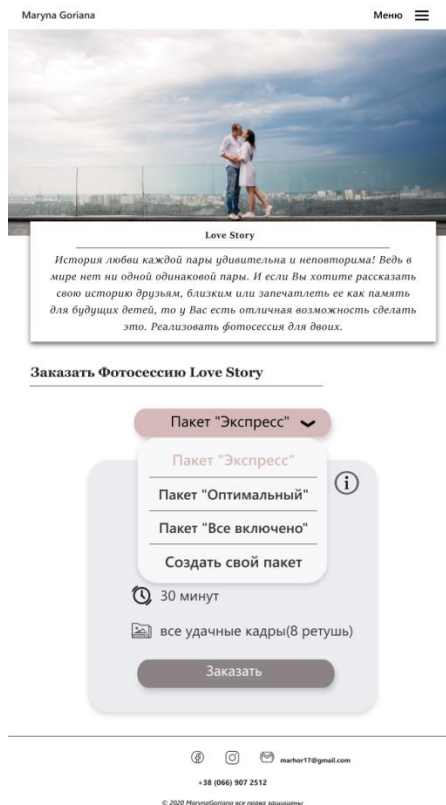 Maryna Goriana
Меню
Love Story
История любви каждой пары удивительна и неповторима! Ведь в
мире нет ни одной одинаковой пары. И если Вы хотите рассказать
свою историю друзьям, близким или запечатлеть ее как память
для будущих детей, то у Вас есть отличная возможность сделать
это. Реализовать фотосессия для двоих.
Заказать Фотосессию Love Story
Пакет "Экспресс"
Пакет "Экспресс"
Пакет "Оптимальный"
Пакет "Все включено"
Создать свой пакет
30 минут
все удачные кадры(8 ретушь)
Заказать
marhor17@gmail.com
+38 (066) 907 2512
© 2020 MarynaGoriana все права защищены